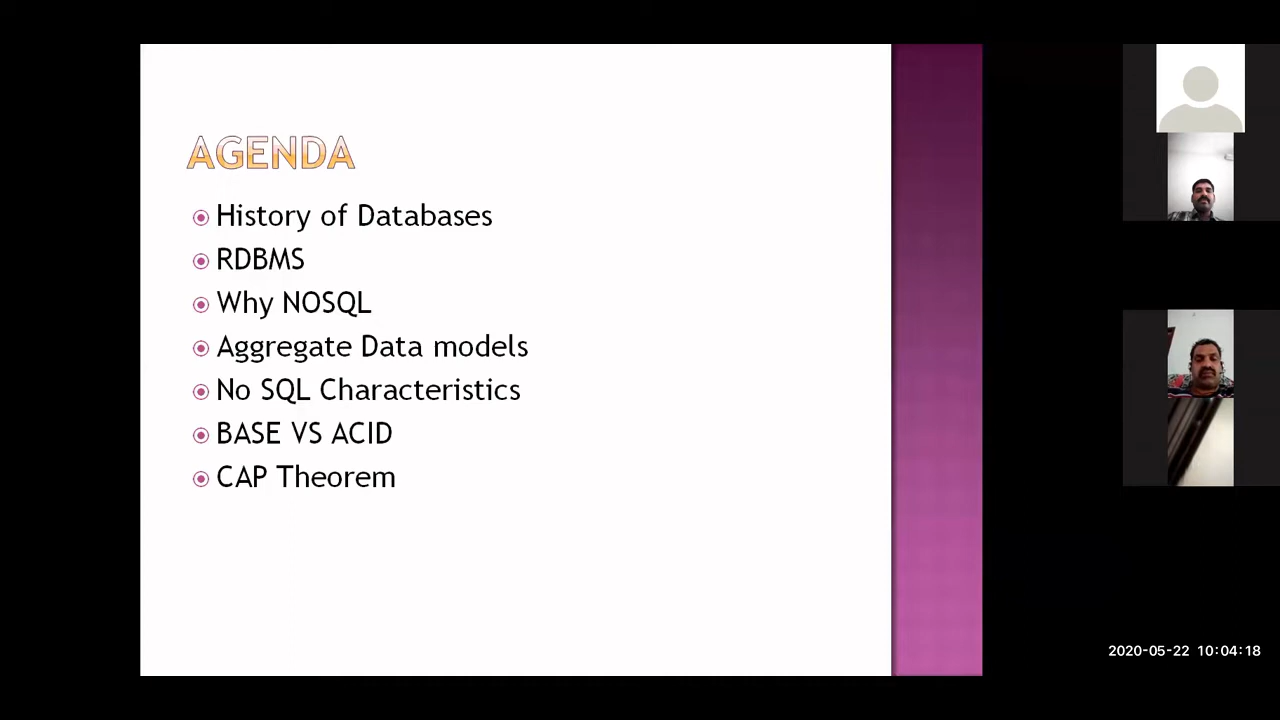 AGENDA
History of Databases
RDBMS
Why NOSQL
Aggregate Data models
No SQL Characteristics
BASE VS ACID
CAP Theorem
2020-05-22 10:04:18